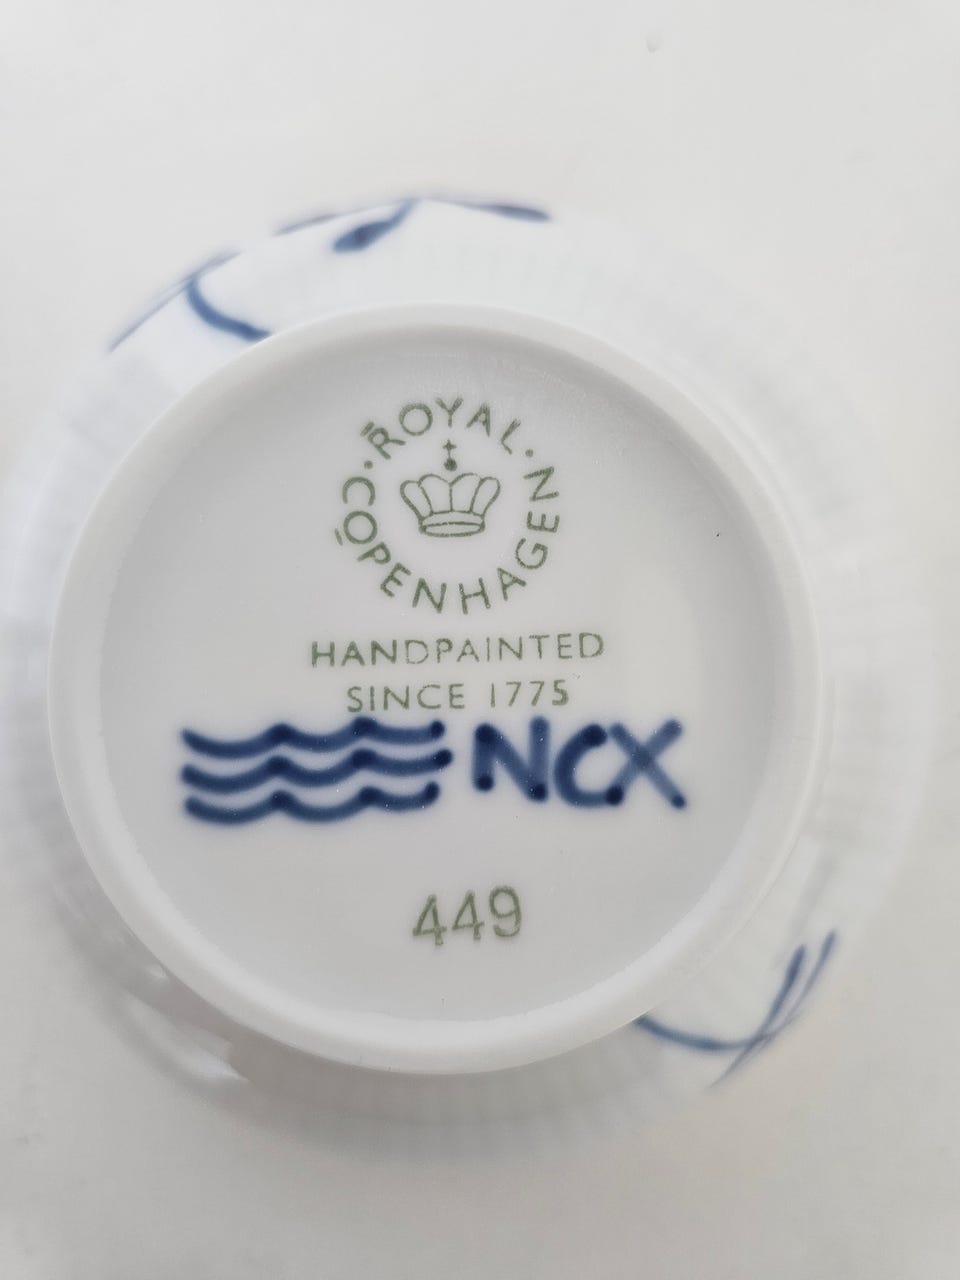 ROYAL · COPENHAGEN ·
HANDPAINTED
SINCE 1775
NCX
449